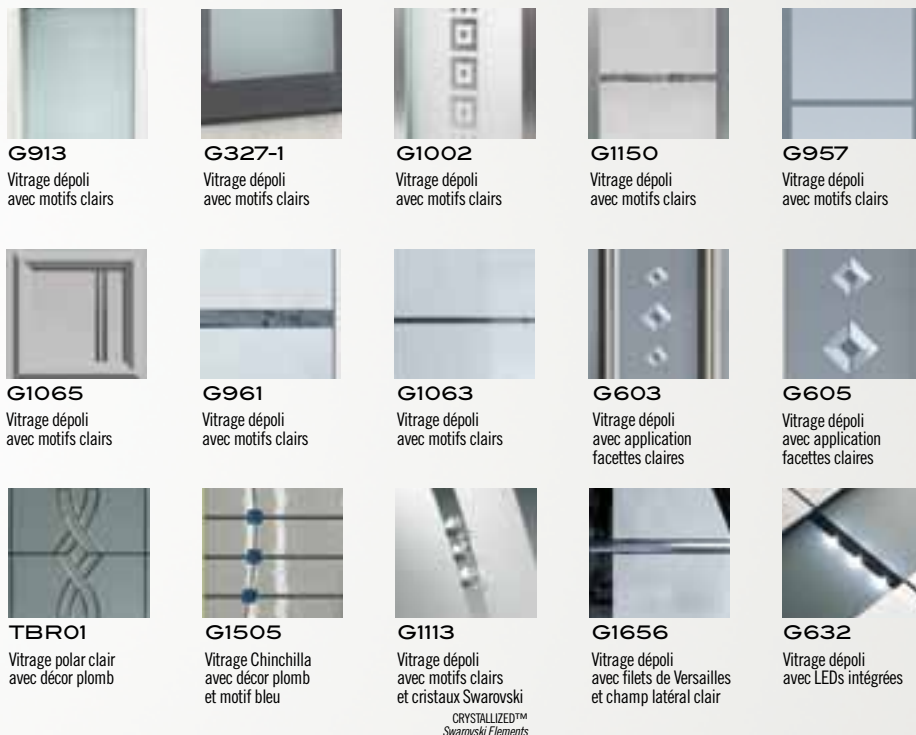 G913
Vitrage dépoli
avec motifs clairs
G327-1
Vitrage dépoli
avec motifs clairs
G1002
Vitrage dépoli
avec motifs clairs
G1150
Vitrage dépoli
avec motifs clairs
G957
Vitrage dépoli
avec motifs clairs
G1065
Vitrage dépoli
avec motifs clairs
G961
Vitrage dépoli
avec motifs clairs
G1063
Vitrage dépoli
avec motifs clairs
G603
Vitrage dépoli
avec application
facettes claires
G605
Vitrage dépoli
avec application
facettes claires
TBR01
Vitrage polar clair
avec décor plomb
G1505
Vitrage Chinchilla
avec décor plomb
et motif bleu
G1113
Vitrage dépoli
avec motifs clairs
et cristaux Swarovski
CRYSTALLIZED™
Swarovski Elements
G1656
Vitrage dépoli
avec filets de Versailles
et champ latéral clair
G632
Vitrage dépoli
avec LEDs intégrées